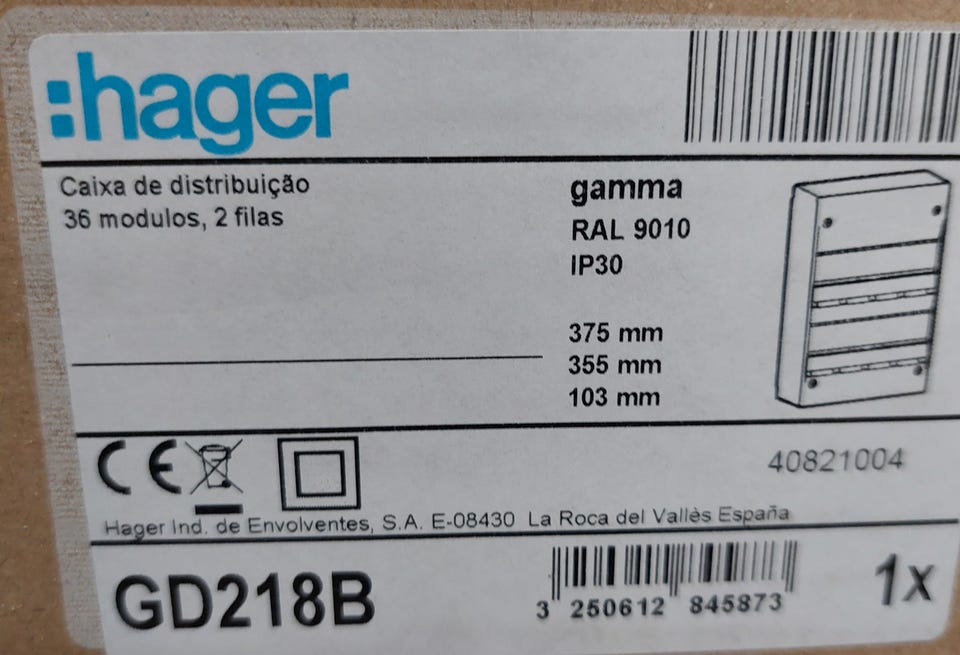 :hager
Caixa de distribuição
36 modulos, 2 filas
gamma
RAL 9010
IP30
375 mm
355 mm
103 mm
CE
40821004
Hager Ind. de Envolventes, S.A. E-08430 La Roca del Vallès España
GD218B
3 250612 845873
1x